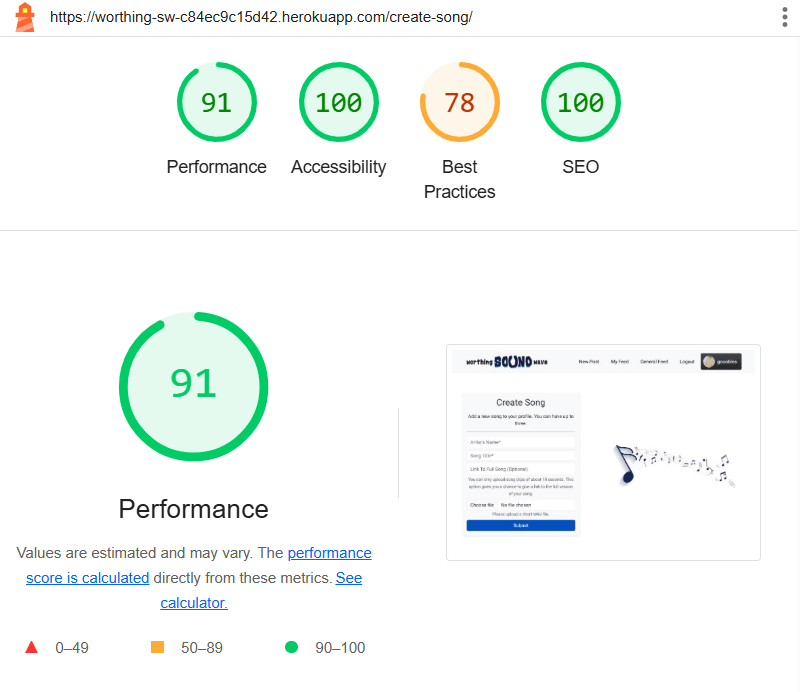 https://worthing-sw-c84ec9c15d42.herokuapp.com/create-song/
91
100
78
100
Performance
Accessibility
Best
Practices
SEO
91
Performance
Values are estimated and may vary. The performance
score is calculated directly from these metrics. See
calculator.
0–49
50–89
90–100
worthing SOUND wave
New Post
My Feed
General Feed
Logout
Create Song
Add a new song to your profile. You can have up to
three.
Artist's Name*
Song Title*
Link To Full Song (Optional)
You can only upload song clips of about 15 seconds. This
option gives you a chance to give a link to the full version
of your song.
Choose file No file chosen
Please upload a short WAV file.
Submit